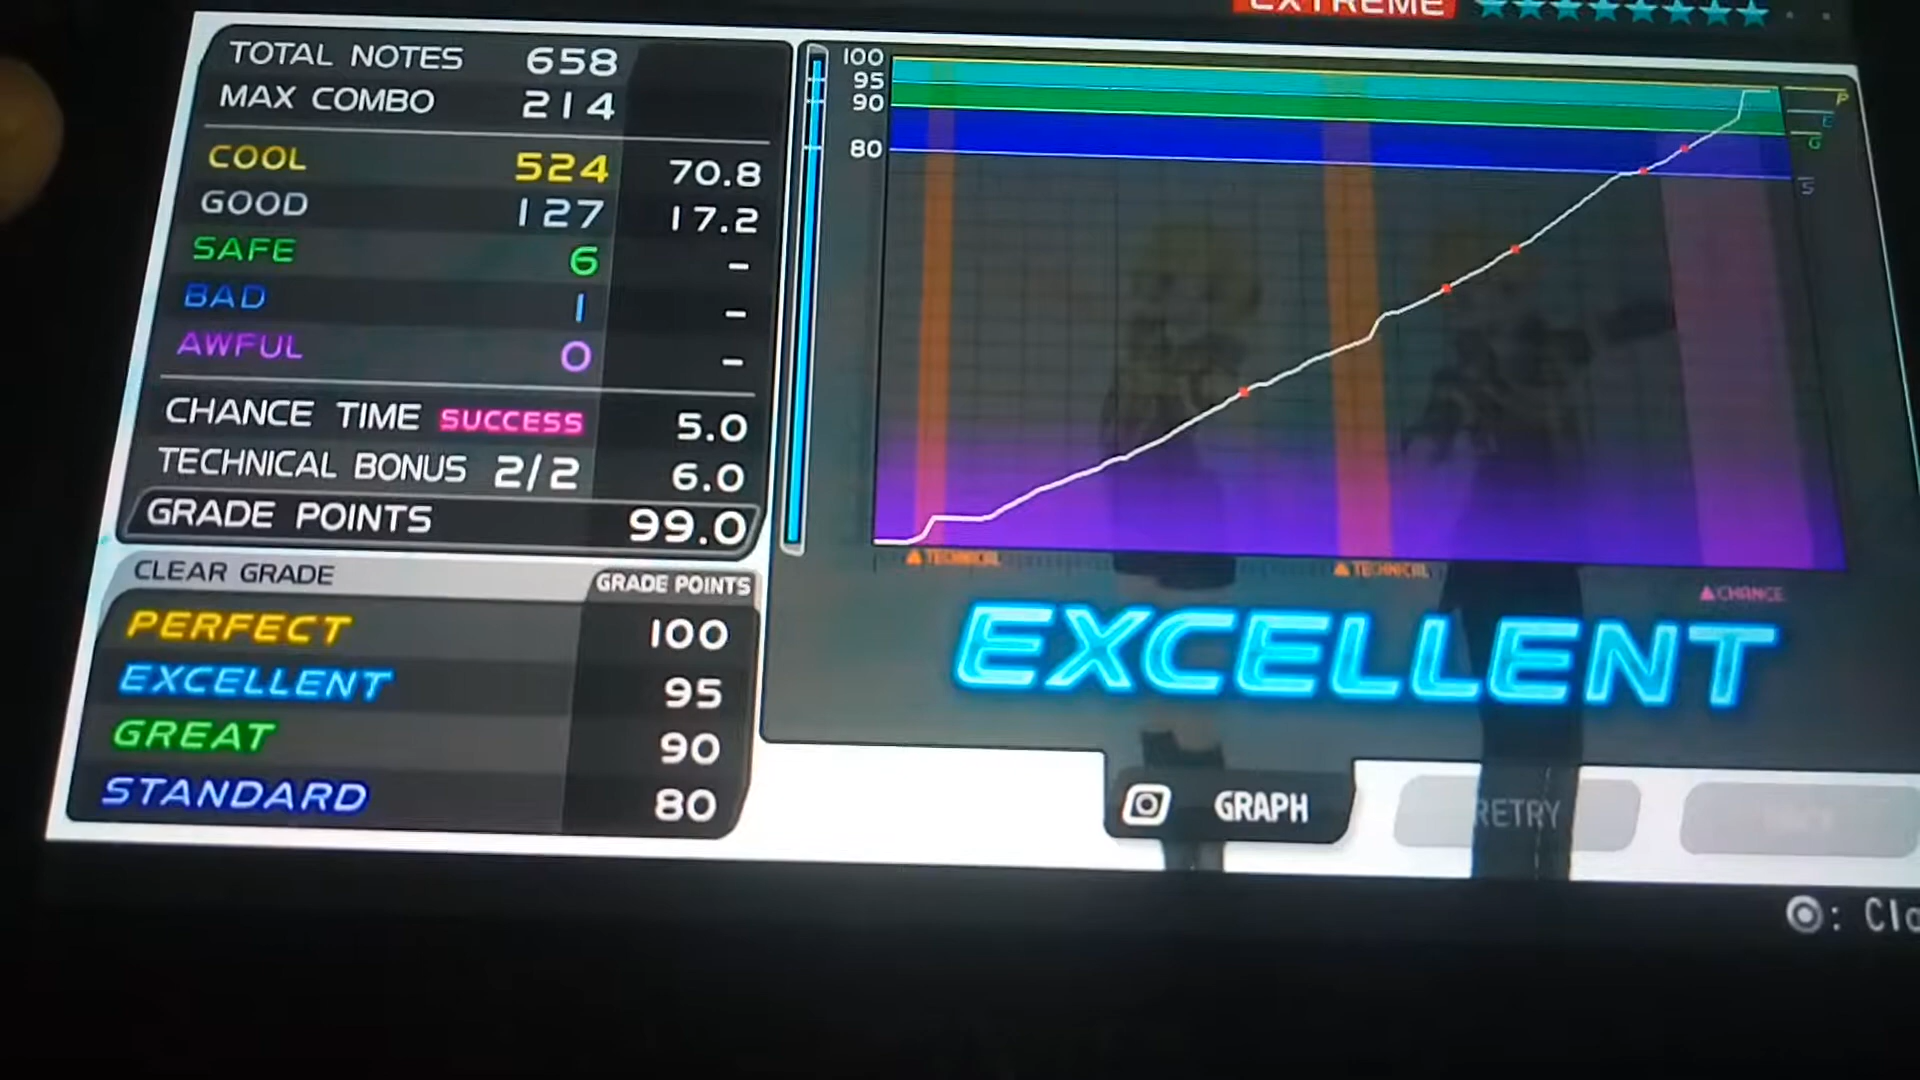 EXTREME ★★★★★★★★
TOTAL NOTES 658
MAX COMBO 214
COOL 524 70.8
GOOD 127 17.2
SAFE 6 –
BAD 1 –
AWFUL 0 –
CHANCE TIME SUCCESS 5.0
TECHNICAL BONUS 2/2 6.0
GRADE POINTS 99.0
CLEAR GRADE GRADE POINTS
PERFECT 100
EXCELLENT 95
GREAT 90
STANDARD 80
100
95
90
80
P
E
G
S
▲TECHNICAL ▲TECHNICAL
▲CHANCE
EXCELLENT
GRAPH RETRY
: Clo